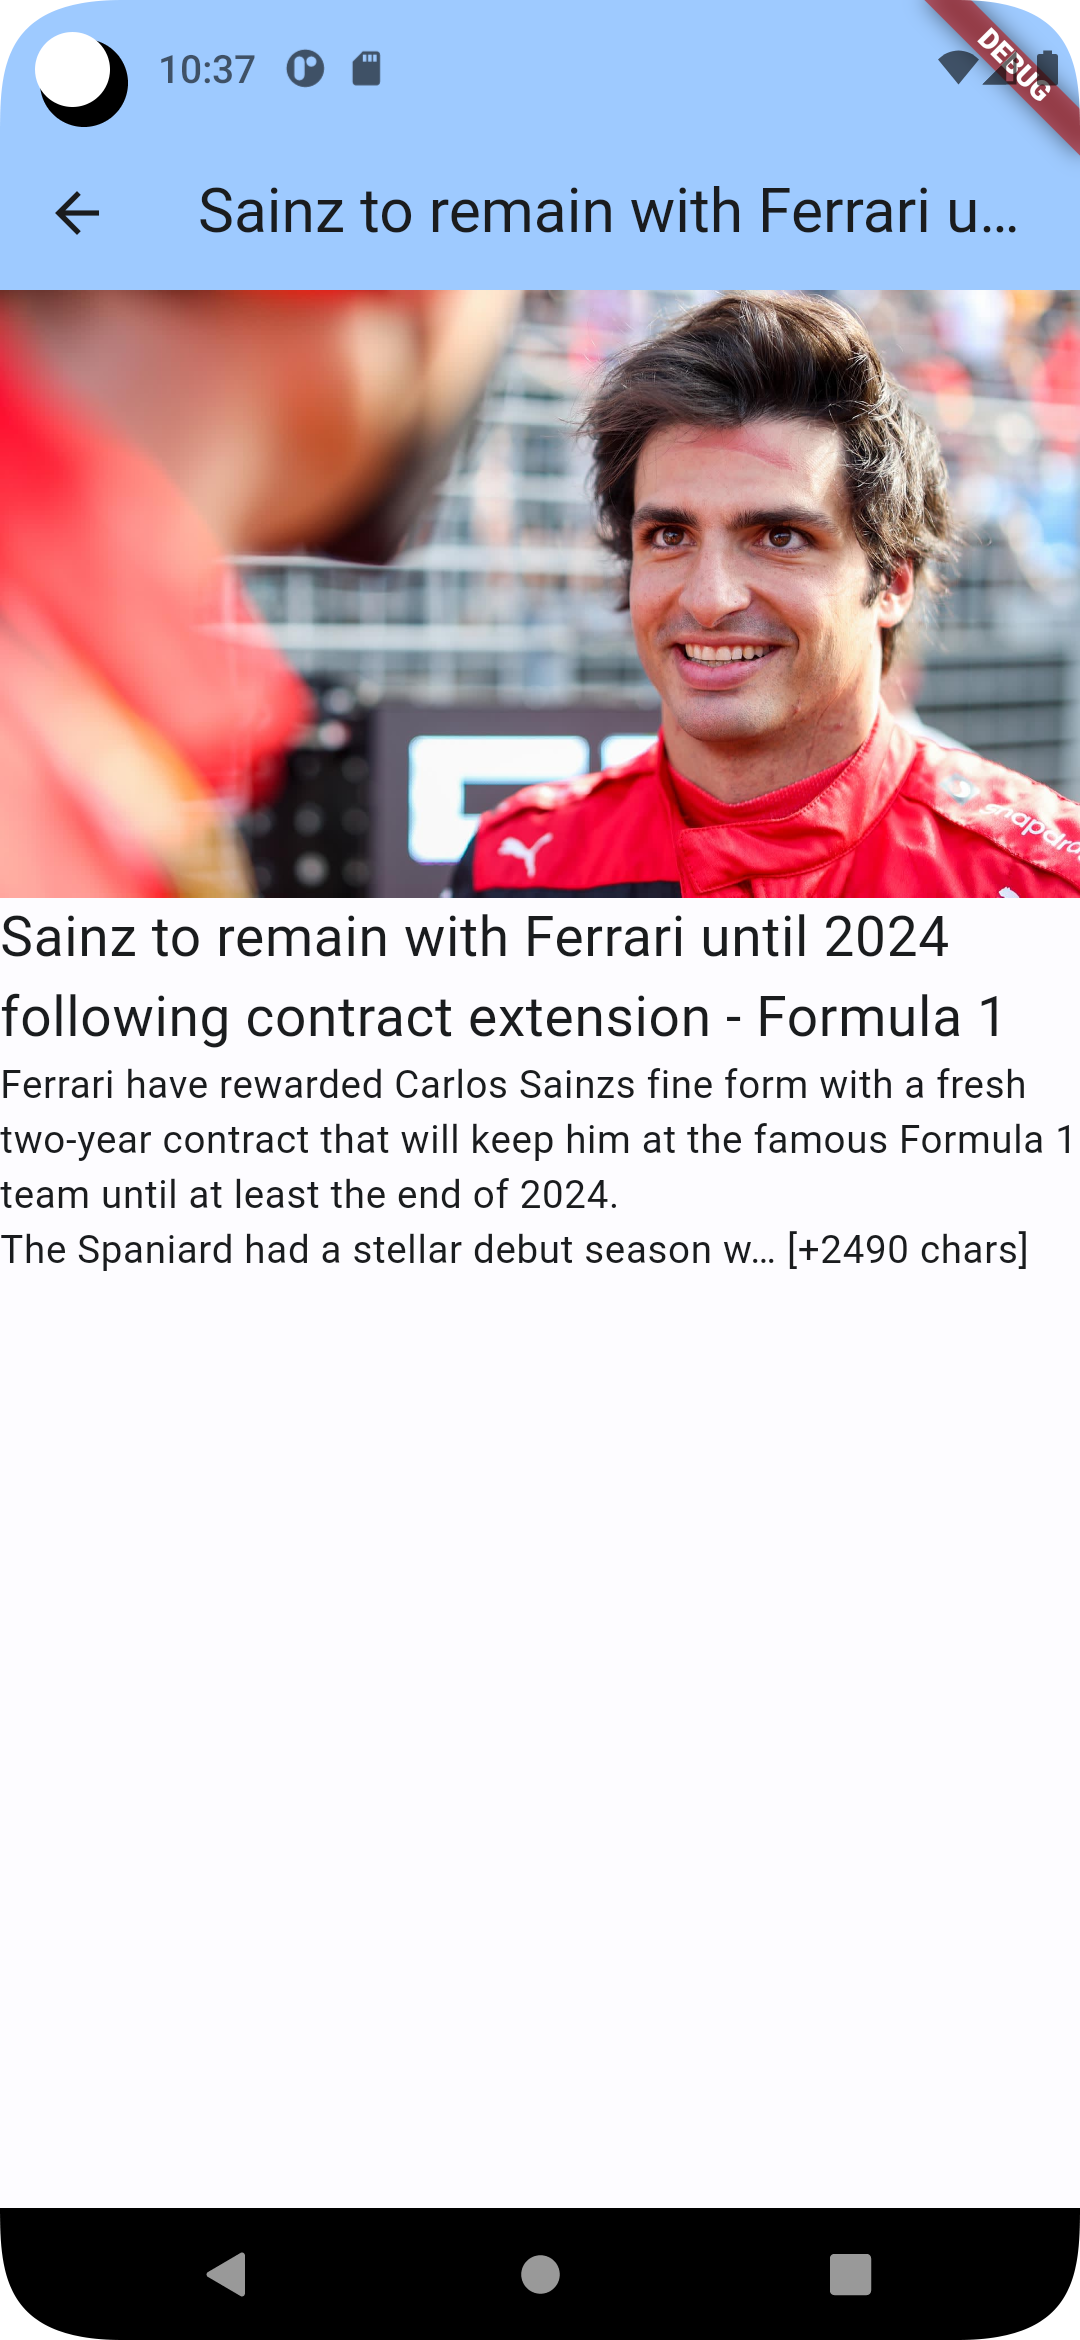 10:37
DEBUG
Sainz to remain with Ferrari u...
snapdra
Sainz to remain with Ferrari until 2024
following contract extension - Formula 1
Ferrari have rewarded Carlos Sainzs fine form with a fresh
two-year contract that will keep him at the famous Formula 1
team until at least the end of 2024.
The Spaniard had a stellar debut season w… [+2490 chars]